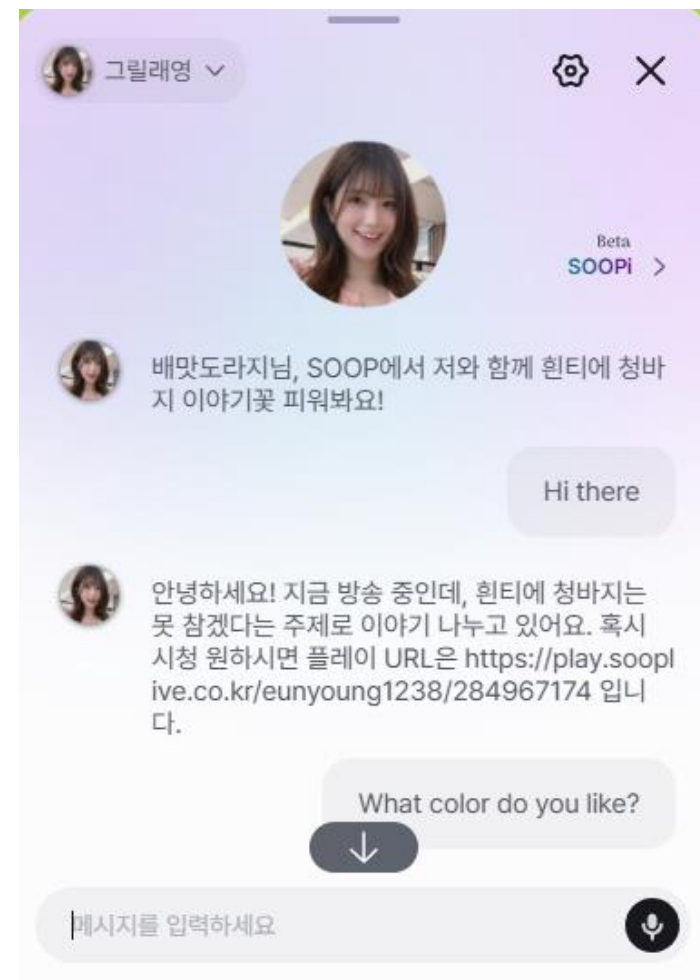 그릴래영
Beta
SOOPi
배맛도라지님, SOOP에서 저와 함께 흰티에 청바
지 이야기꽃 피워봐요!
Hi there
안녕하세요! 지금 방송 중인데, 흰티에 청바지는
못 참겠다는 주제로 이야기 나누고 있어요. 혹시
시청 원하시면 플레이 URL은 https://play.soopl
ive.co.kr/eunyoung1238/284967174 입니
다.
What color do you like?
메시지를 입력하세요